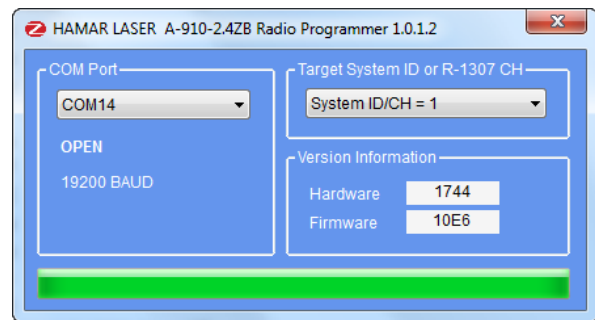 HAMAR LASER A-910-2.4ZB Radio Programmer 1.0.1.2
COM Port
COM14
OPEN
19200 BAUD
Target System ID or R-1307 CH
System ID/CH = 1
Version Information
Hardware 1744
Firmware 10E6